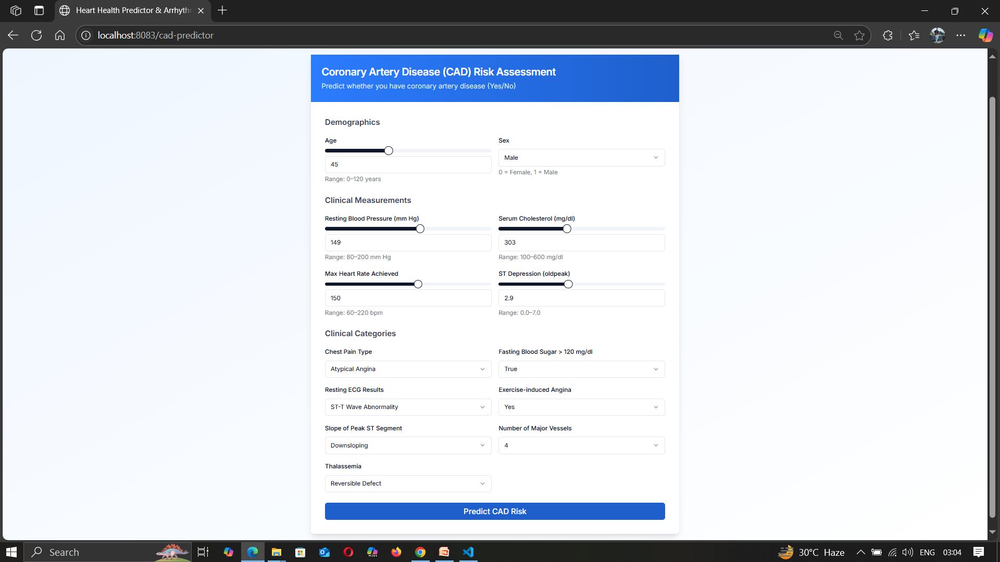 Heart Health Predictor & Arrhyth
localhost:8083/cad-predictor
Coronary Artery Disease (CAD) Risk Assessment
Predict whether you have coronary artery disease (Yes/No)
Demographics
Age
Sex
45
Male
Range: 0–120 years
0 = Female, 1 = Male
Clinical Measurements
Resting Blood Pressure (mm Hg)
Serum Cholesterol (mg/dl)
149
303
Range: 80–200 mm Hg
Range: 100–600 mg/dl
Max Heart Rate Achieved
ST Depression (oldpeak)
150
2.9
Range: 60–220 bpm
Range: 0.0–7.0
Clinical Categories
Chest Pain Type
Fasting Blood Sugar > 120 mg/dl
Atypical Angina
True
Resting ECG Results
Exercise-induced Angina
ST-T Wave Abnormality
Yes
Slope of Peak ST Segment
Number of Major Vessels
Downsloping
4
Thalassemia
Reversible Defect
Predict CAD Risk
Search
M365
30°C Haze
ENG
03:04